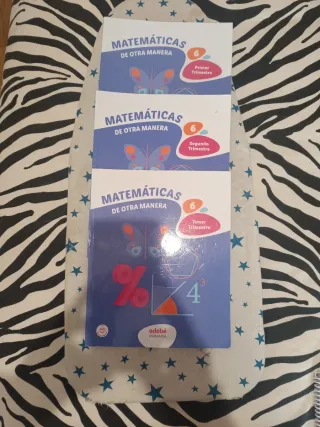 MATEMÁTICAS
DE OTRA MANERA
6
Primer
Trimestre
MATEMÁTICAS
DE OTRA MANERA
6
Segundo
Trimestre
MATEMÁTICAS
DE OTRA MANERA
6
Tercer
Trimestre
%
4
edebé